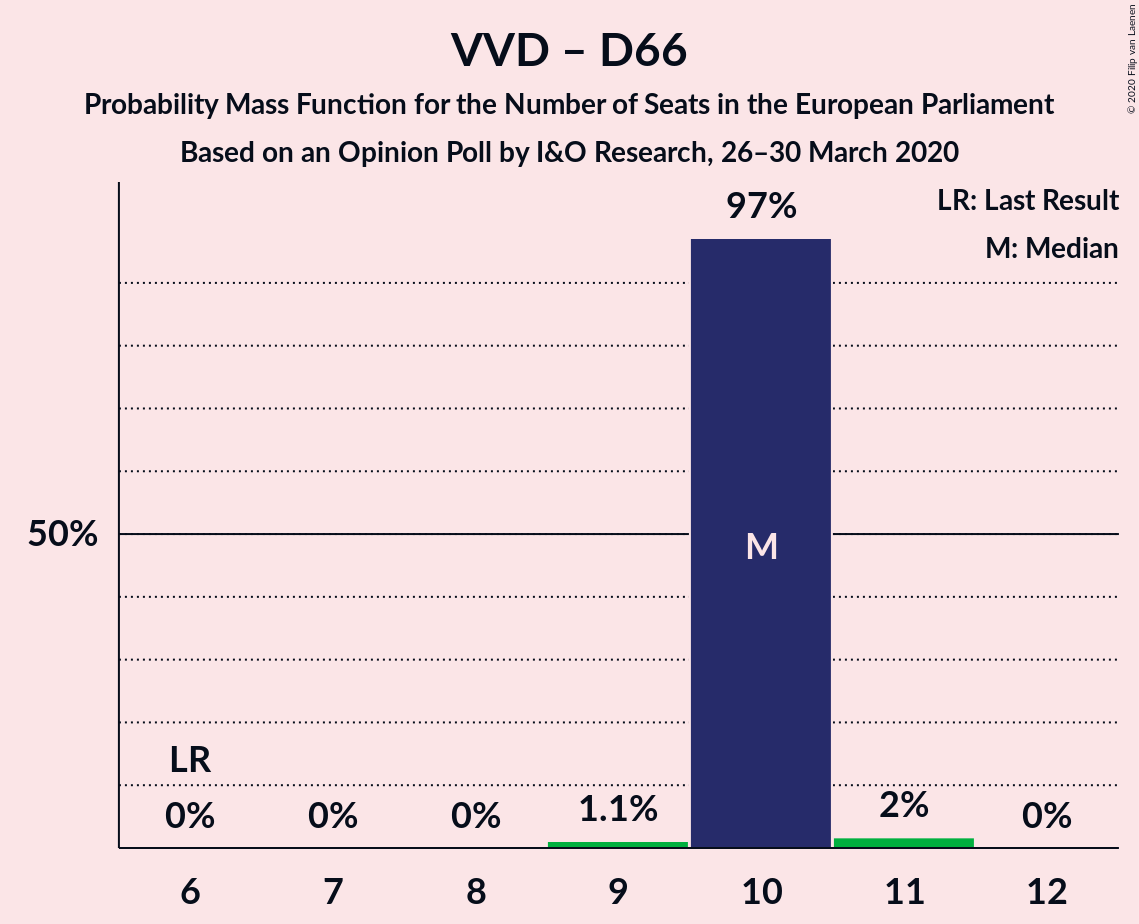 VVD – D66
Probability Mass Function for the Number of Seats in the European Parliament
Based on an Opinion Poll by I&O Research, 26–30 March 2020
© 2020 Filip van Laenen
LR: Last Result
M: Median
97%
50%
M
LR
0%
0%
0%
1.1%
2%
0%
6
7
8
9
10
11
12